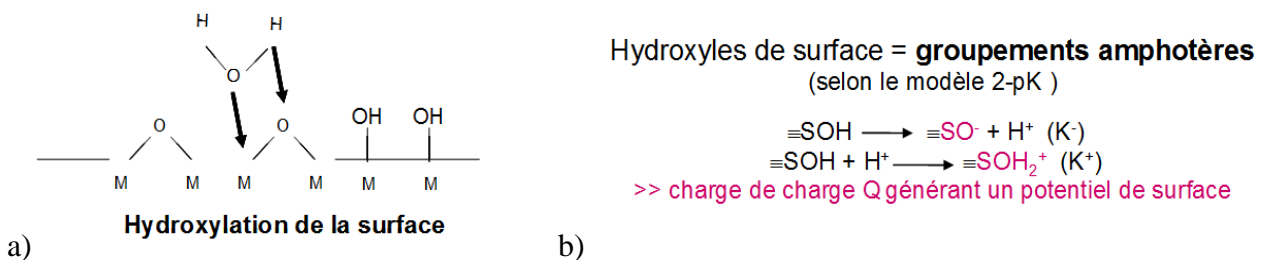 H H
O
O O OH OH
M M M M M M
Hydroxylation de la surface
a)
Hydroxyles de surface = groupements amphotères
(selon le modèle 2-pK )
≡SOH ⟶ ≡SO⁻ + H⁺ (K⁻)
≡SOH + H⁺ ⟶ ≡SOH₂⁺ (K⁺)
>> charge de charge Q générant un potentiel de surface
b)